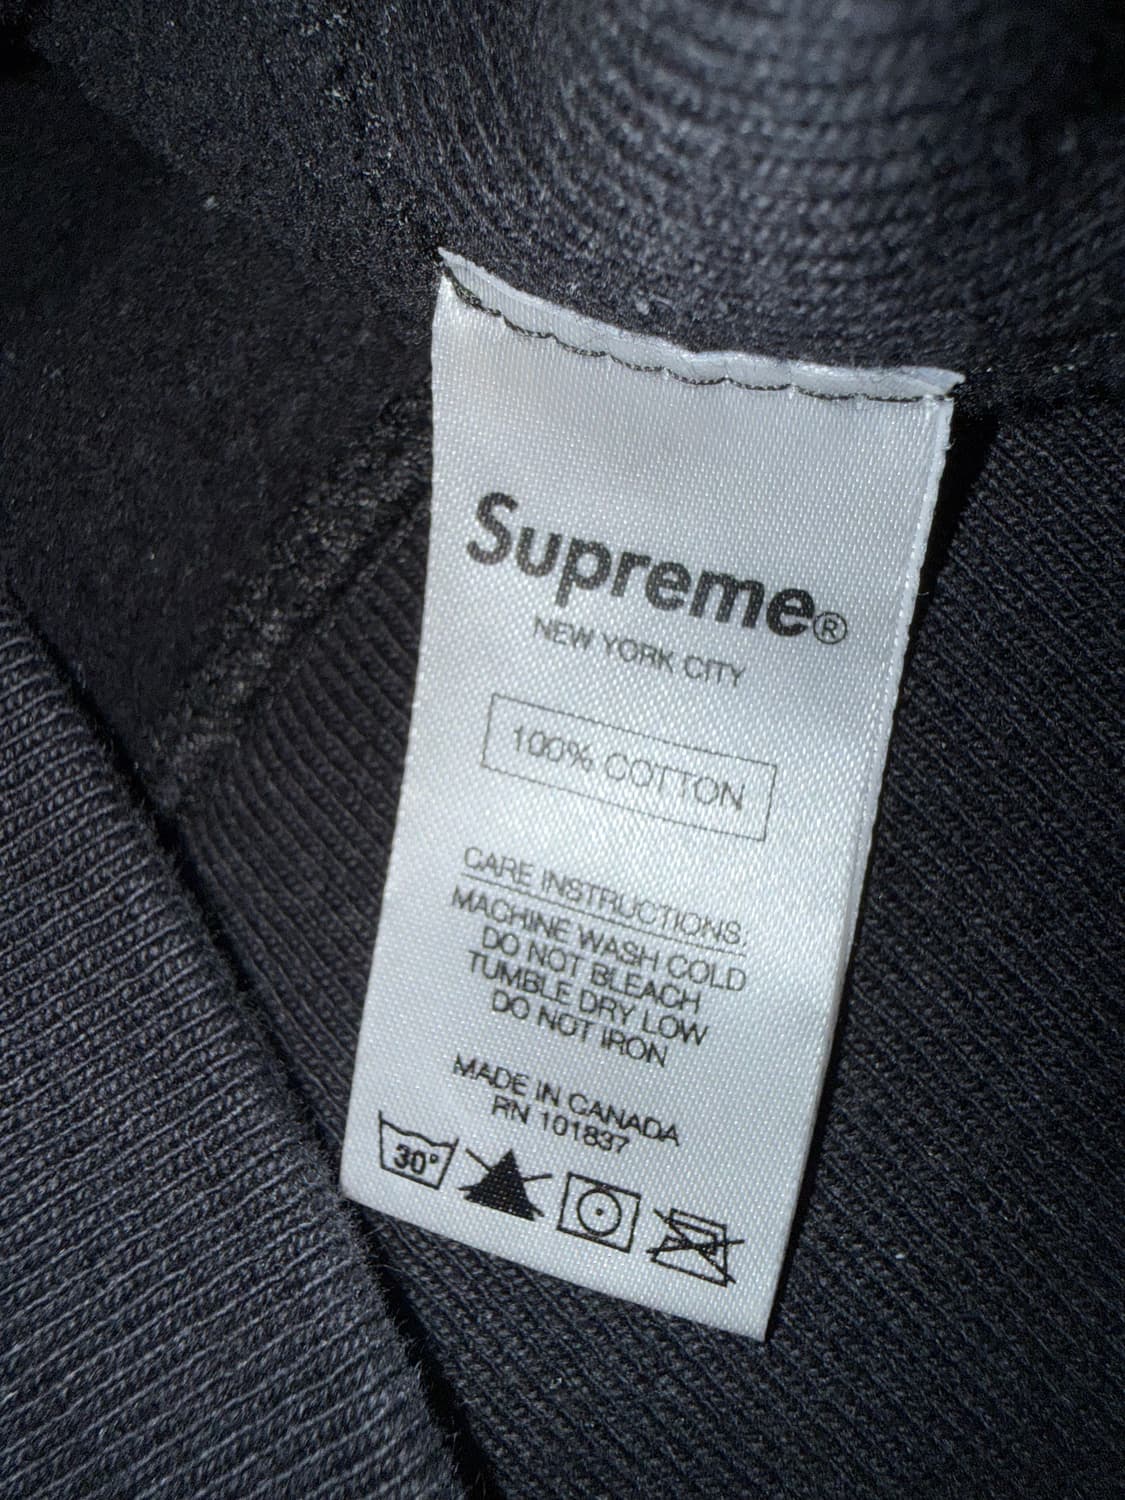 Supreme®
NEW YORK CITY
100% COTTON
CARE INSTRUCTIONS.
MACHINE WASH COLD
DO NOT BLEACH
TUMBLE DRY LOW
DO NOT IRON
MADE IN CANADA
RN 101837
30°